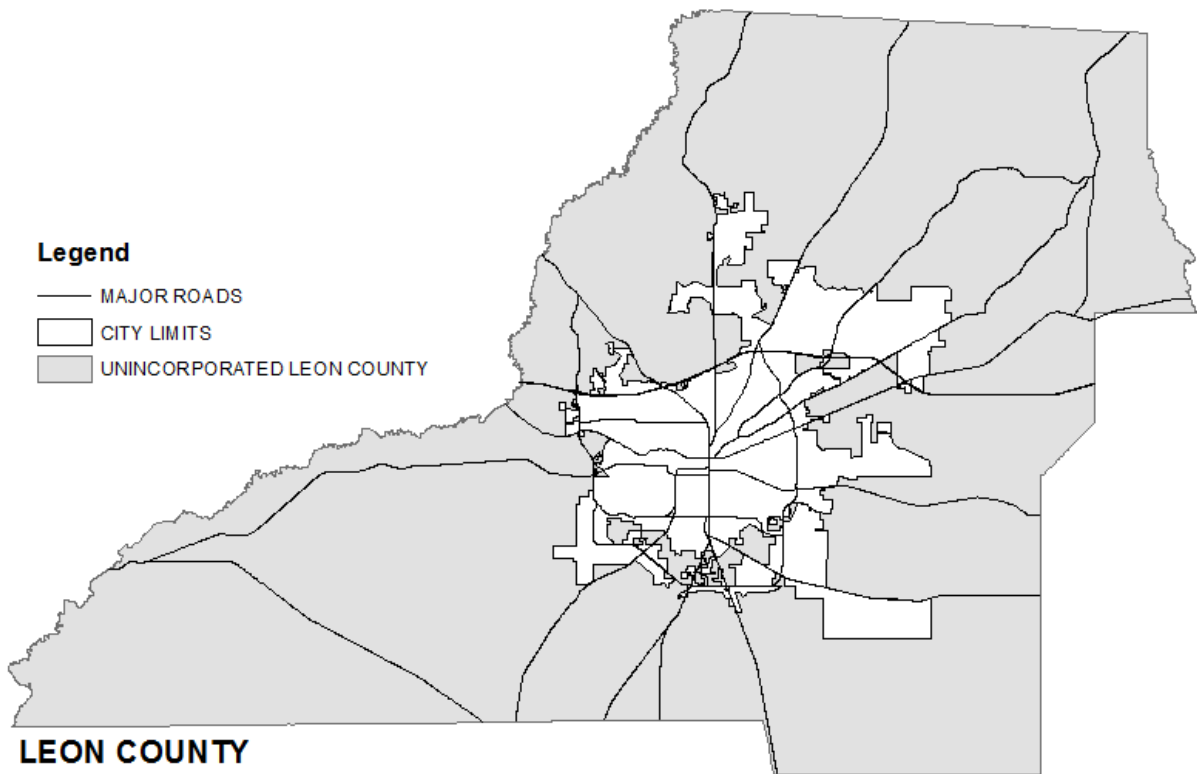 Legend
MAJOR ROADS
CITY LIMITS
UNINCORPORATED LEON COUNTY
LEON COUNTY